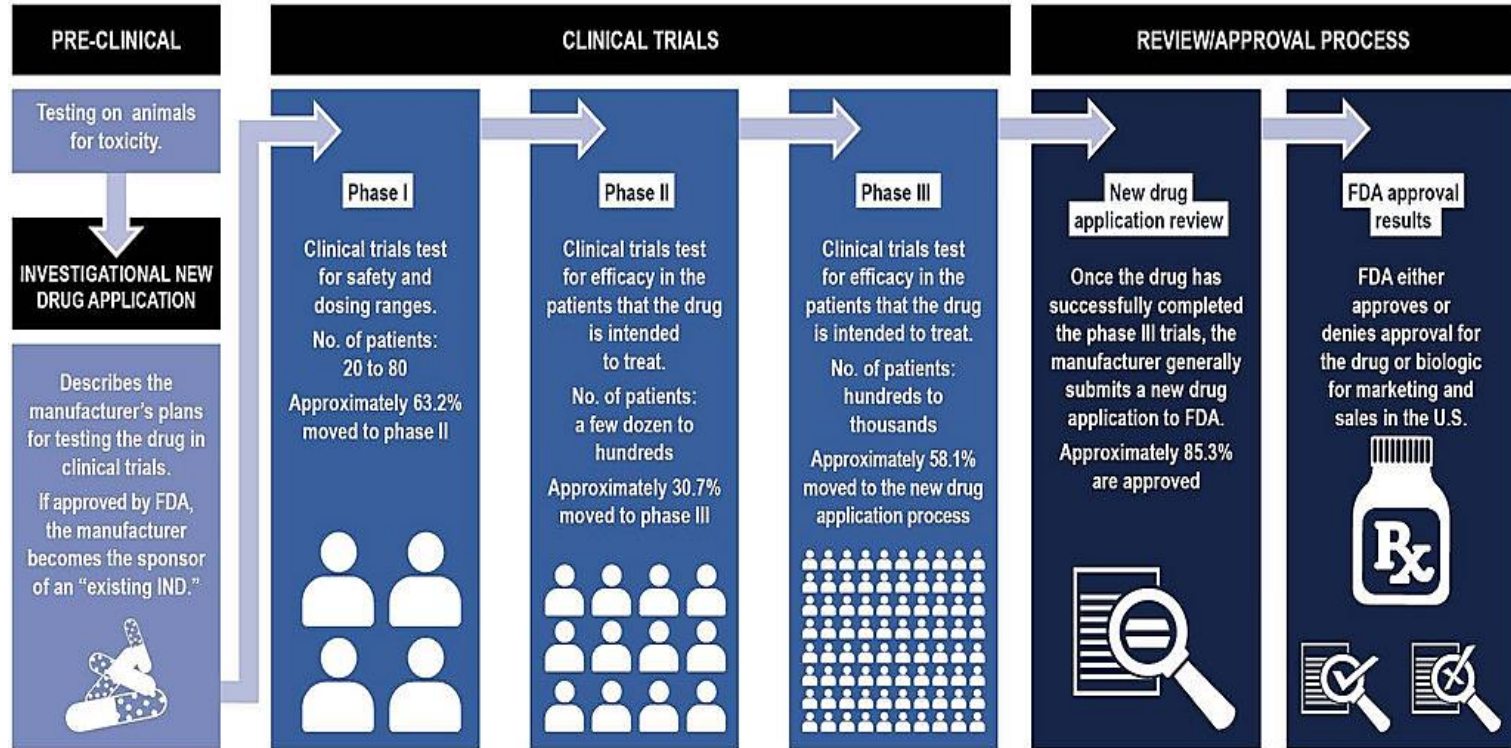 PRE-CLINICAL
Testing on animals
for toxicity.
INVESTIGATIONAL NEW
DRUG APPLICATION
Describes the
manufacturer's plans
for testing the drug in
clinical trials.
If approved by FDA,
the manufacturer
becomes the sponsor
of an “existing IND.”
CLINICAL TRIALS
Phase I
Clinical trials test
for safety and
dosing ranges.
No. of patients:
20 to 80
Approximately 63.2%
moved to phase II
Phase II
Clinical trials test
for efficacy in the
patients that the drug
is intended
to treat.
No. of patients:
a few dozen to
hundreds
Approximately 30.7%
moved to phase III
Phase III
Clinical trials test
for efficacy in the
patients that the drug
is intended to treat.
No. of patients:
hundreds to
thousands
Approximately 58.1%
moved to the new drug
application process
REVIEW/APPROVAL PROCESS
New drug
application review
Once the drug has
successfully completed
the phase III trials, the
manufacturer generally
submits a new drug
application to FDA.
Approximately 85.3%
are approved
FDA approval
results
FDA either
approves or
denies approval for
the drug or biologic
for marketing and
sales in the U.S.
Rx